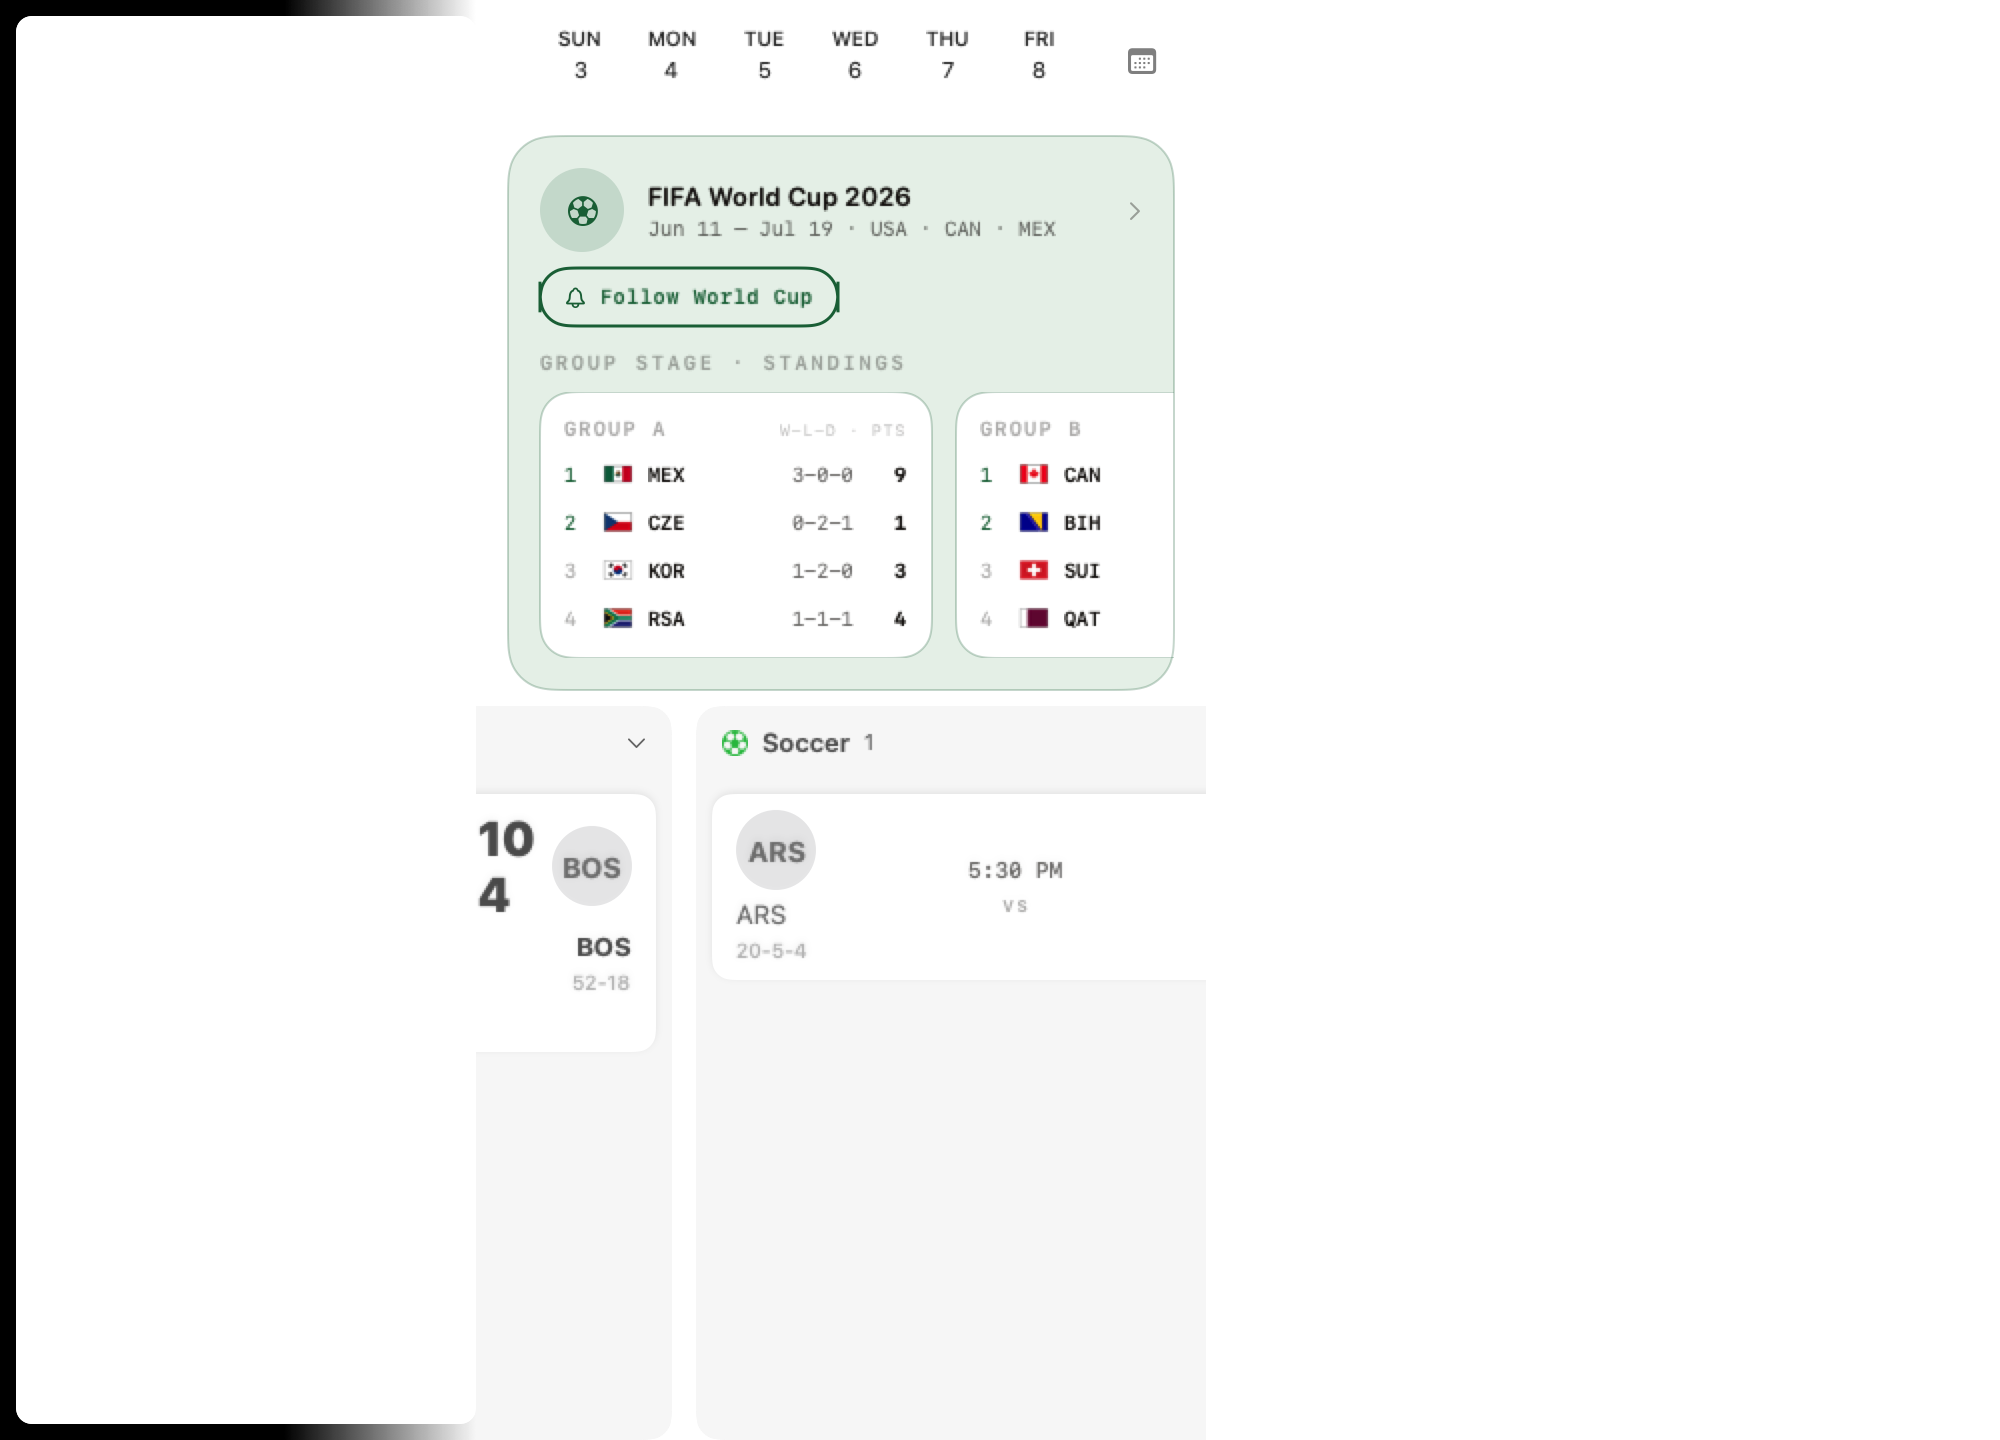 SUN MON TUE WED THU FRI
3 4 5 6 7 8
FIFA World Cup 2026
Jun 11 – Jul 19 · USA · CAN · MEX
Follow World Cup
GROUP STAGE · STANDINGS
GROUP A W-L-D · PTS
1 MEX 3-0-0 9
2 CZE 0-2-1 1
3 KOR 1-2-0 3
4 RSA 1-1-1 4
GROUP B
1 CAN
2 BIH
3 SUI
4 QAT
10
4
BOS
BOS
52-18
Soccer 1
ARS
ARS
20-5-4
5:30 PM
VS